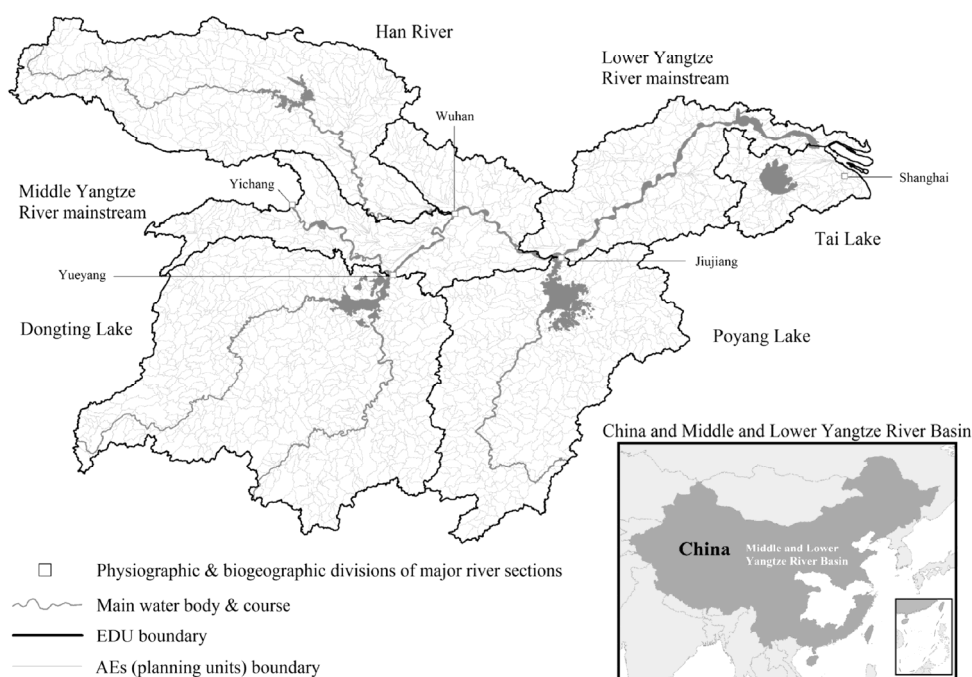 Han River
Lower Yangtze
River mainstream
Wuhan
Shanghai
Yichang
Middle Yangtze
River mainstream
Tai Lake
Yueyang
Jiujiang
Dongting Lake
Poyang Lake
China and Middle and Lower Yangtze River Basin
China
Middle and Lower
Yangtze River Basin
Physiographic & biogeographic divisions of major river sections
Main water body & course
EDU boundary
AEs (planning units) boundary